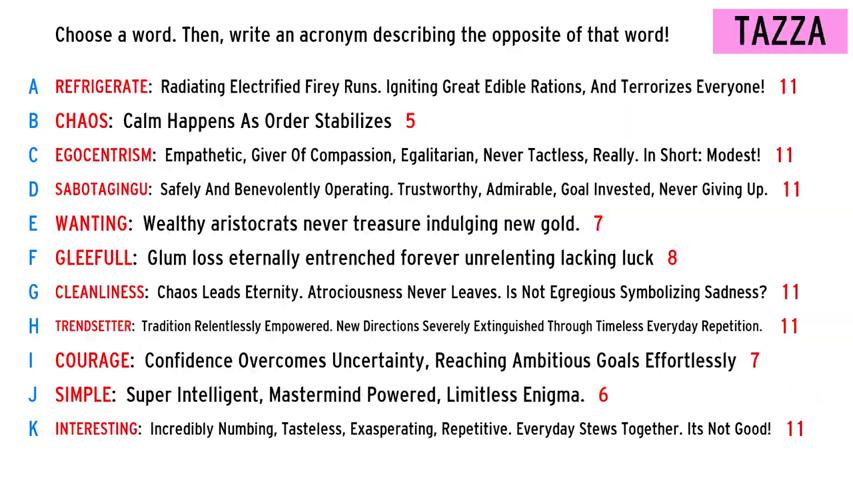 Choose a word. Then, write an acronym describing the opposite of that word!
TAZZA
A REFRIGERATE: Radiating Electrified Firey Runs. Igniting Great Edible Rations, And Terrorizes Everyone! 11
B CHAOS: Calm Happens As Order Stabilizes 5
C EGOCENTRISM: Empathetic, Giver Of Compassion, Egalitarian, Never Tactless, Really. In Short: Modest! 11
D SABOTAGINGU: Safely And Benevolently Operating. Trustworthy, Admirable, Goal Invested, Never Giving Up. 11
E WANTING: Wealthy aristocrats never treasure indulging new gold. 7
F GLEEFULL: Glum loss eternally entrenched forever unrelenting lacking luck 8
G CLEANLINESS: Chaos Leads Eternity. Atrociousness Never Leaves. Is Not Egregious Symbolizing Sadness? 11
H TRENDSETTER: Tradition Relentlessly Empowered. New Directions Severely Extinguished Through Timeless Everyday Repetition. 11
I COURAGE: Confidence Overcomes Uncertainty, Reaching Ambitious Goals Effortlessly 7
J SIMPLE: Super Intelligent, Mastermind Powered, Limitless Enigma. 6
K INTERESTING: Incredibly Numbing, Tasteless, Exasperating, Repetitive. Everyday Stews Together. Its Not Good! 11